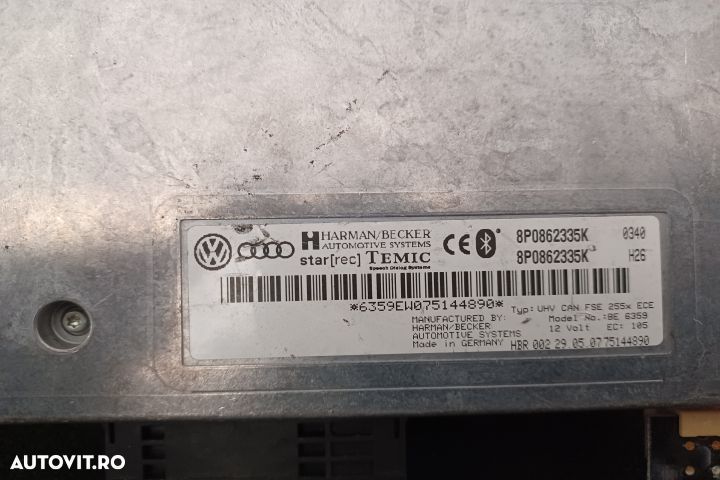 HARMAN/BECKER
AUTOMOTIVE SYSTEMS
star[rec] TEMIC
Speech Dialog Systems
CE
8P0862335K 0340
8P0862335K H26
*6359EW075144890*
Typ: UHV CAN FSE 255x ECE
MANUFACTURED BY: Model No.:BE 6359
HARMAN/BECKER 12 Volt EC: 105
AUTOMOTIVE SYSTEMS
Made in GERMANY HBR 002 29.05.0775144890
AUTOVIT.RO